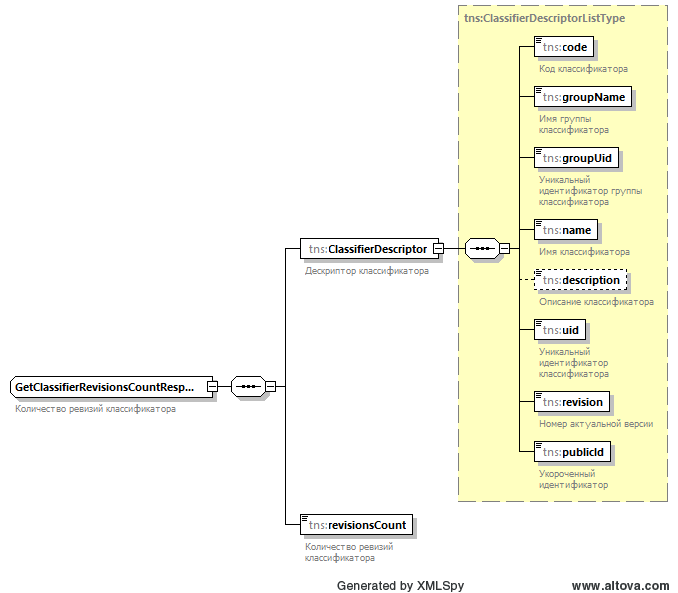 tns:ClassifierDescriptorListType
tns:code
Код классификатора
tns:groupName
Имя группы
классификатора
tns:groupUid
Уникальный
идентификатор группы
классификатора
tns:name
Имя классификатора
tns:ClassifierDescriptor
Дескриптор классификатора
tns:description
Описание классификатора
tns:uid
Уникальный
идентификатор
классификатора
GetClassifierRevisionsCountResp...
Количество ревизий классификатора
tns:revision
Номер актуальной версии
tns:publicId
Укороченный
идентификатор
tns:revisionsCount
Количество ревизий
классификатора
Generated by XMLSpy
www.altova.com